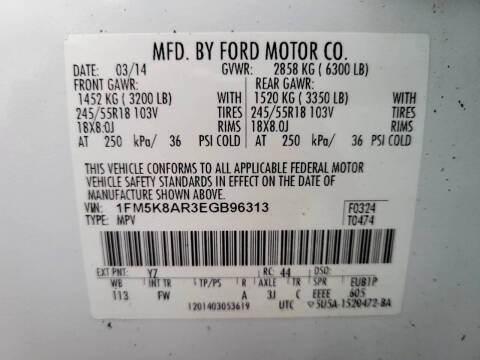 MFD. BY FORD MOTOR CO.
DATE: 03/14 GVWR: 2858 KG ( 6300 LB)
FRONT GAWR: REAR GAWR:
1452 KG ( 3200 LB) WITH 1520 KG ( 3350 LB) WITH
245/55R18 103V TIRES 245/55R18 103V TIRES
18X8.0J RIMS 18X8.0J RIMS
AT 250 kPa/ 36 PSI COLD AT 250 kPa/ 36 PSI COLD
THIS VEHICLE CONFORMS TO ALL APPLICABLE FEDERAL MOTOR
VEHICLE SAFETY STANDARDS IN EFFECT ON THE DATE OF
MANUFACTURE SHOWN ABOVE.
VIN: 1FM5K8AR3EGB96313 F0324
TYPE: MPV T0474
EXT PNT: YZ RC: 44 DSO:
WB INT TR TP/PS R AXLE TR SPR EUB1P
113 FW A 3J C EEEE 605
1201403053619 UTC 5U5A-1520472-BA